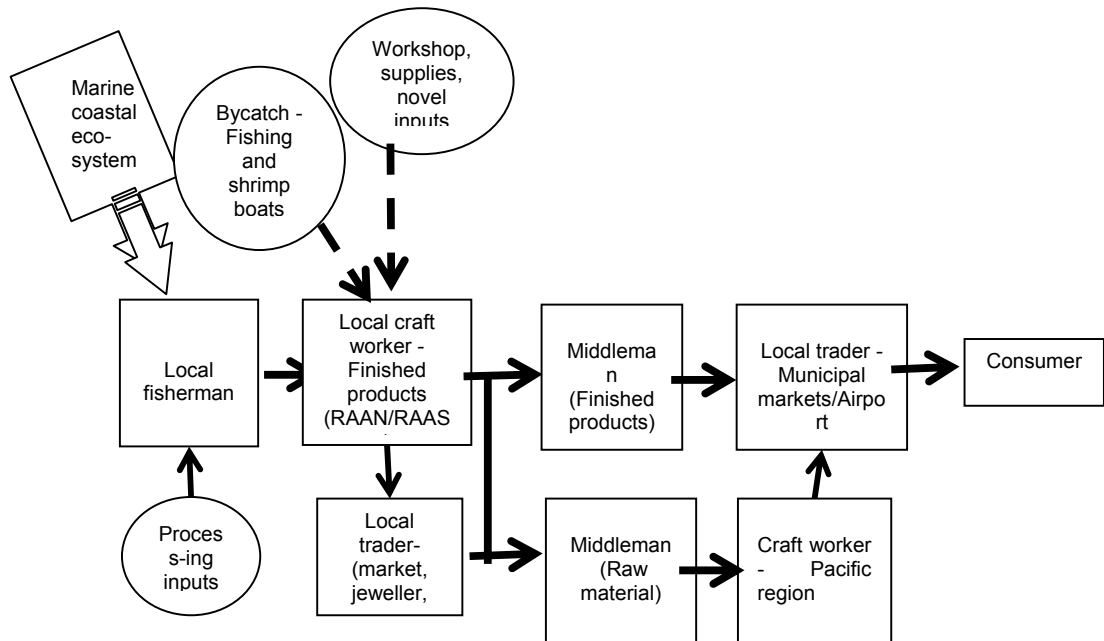 Marine
coastal
eco-
system
Bycatch -
Fishing
and
shrimp
boats
Workshop,
supplies,
novel
inputs
Local
fisherman
Local craft
worker -
Finished
products
(RAAN/RAAS
Middlema
n
(Finished
products)
Local trader -
Municipal
markets/Airpo
rt
Consumer
Proces
s-ing
inputs
Local
trader-
(market,
jeweller,
Middleman
(Raw
material)
Craft worker
- Pacific
region